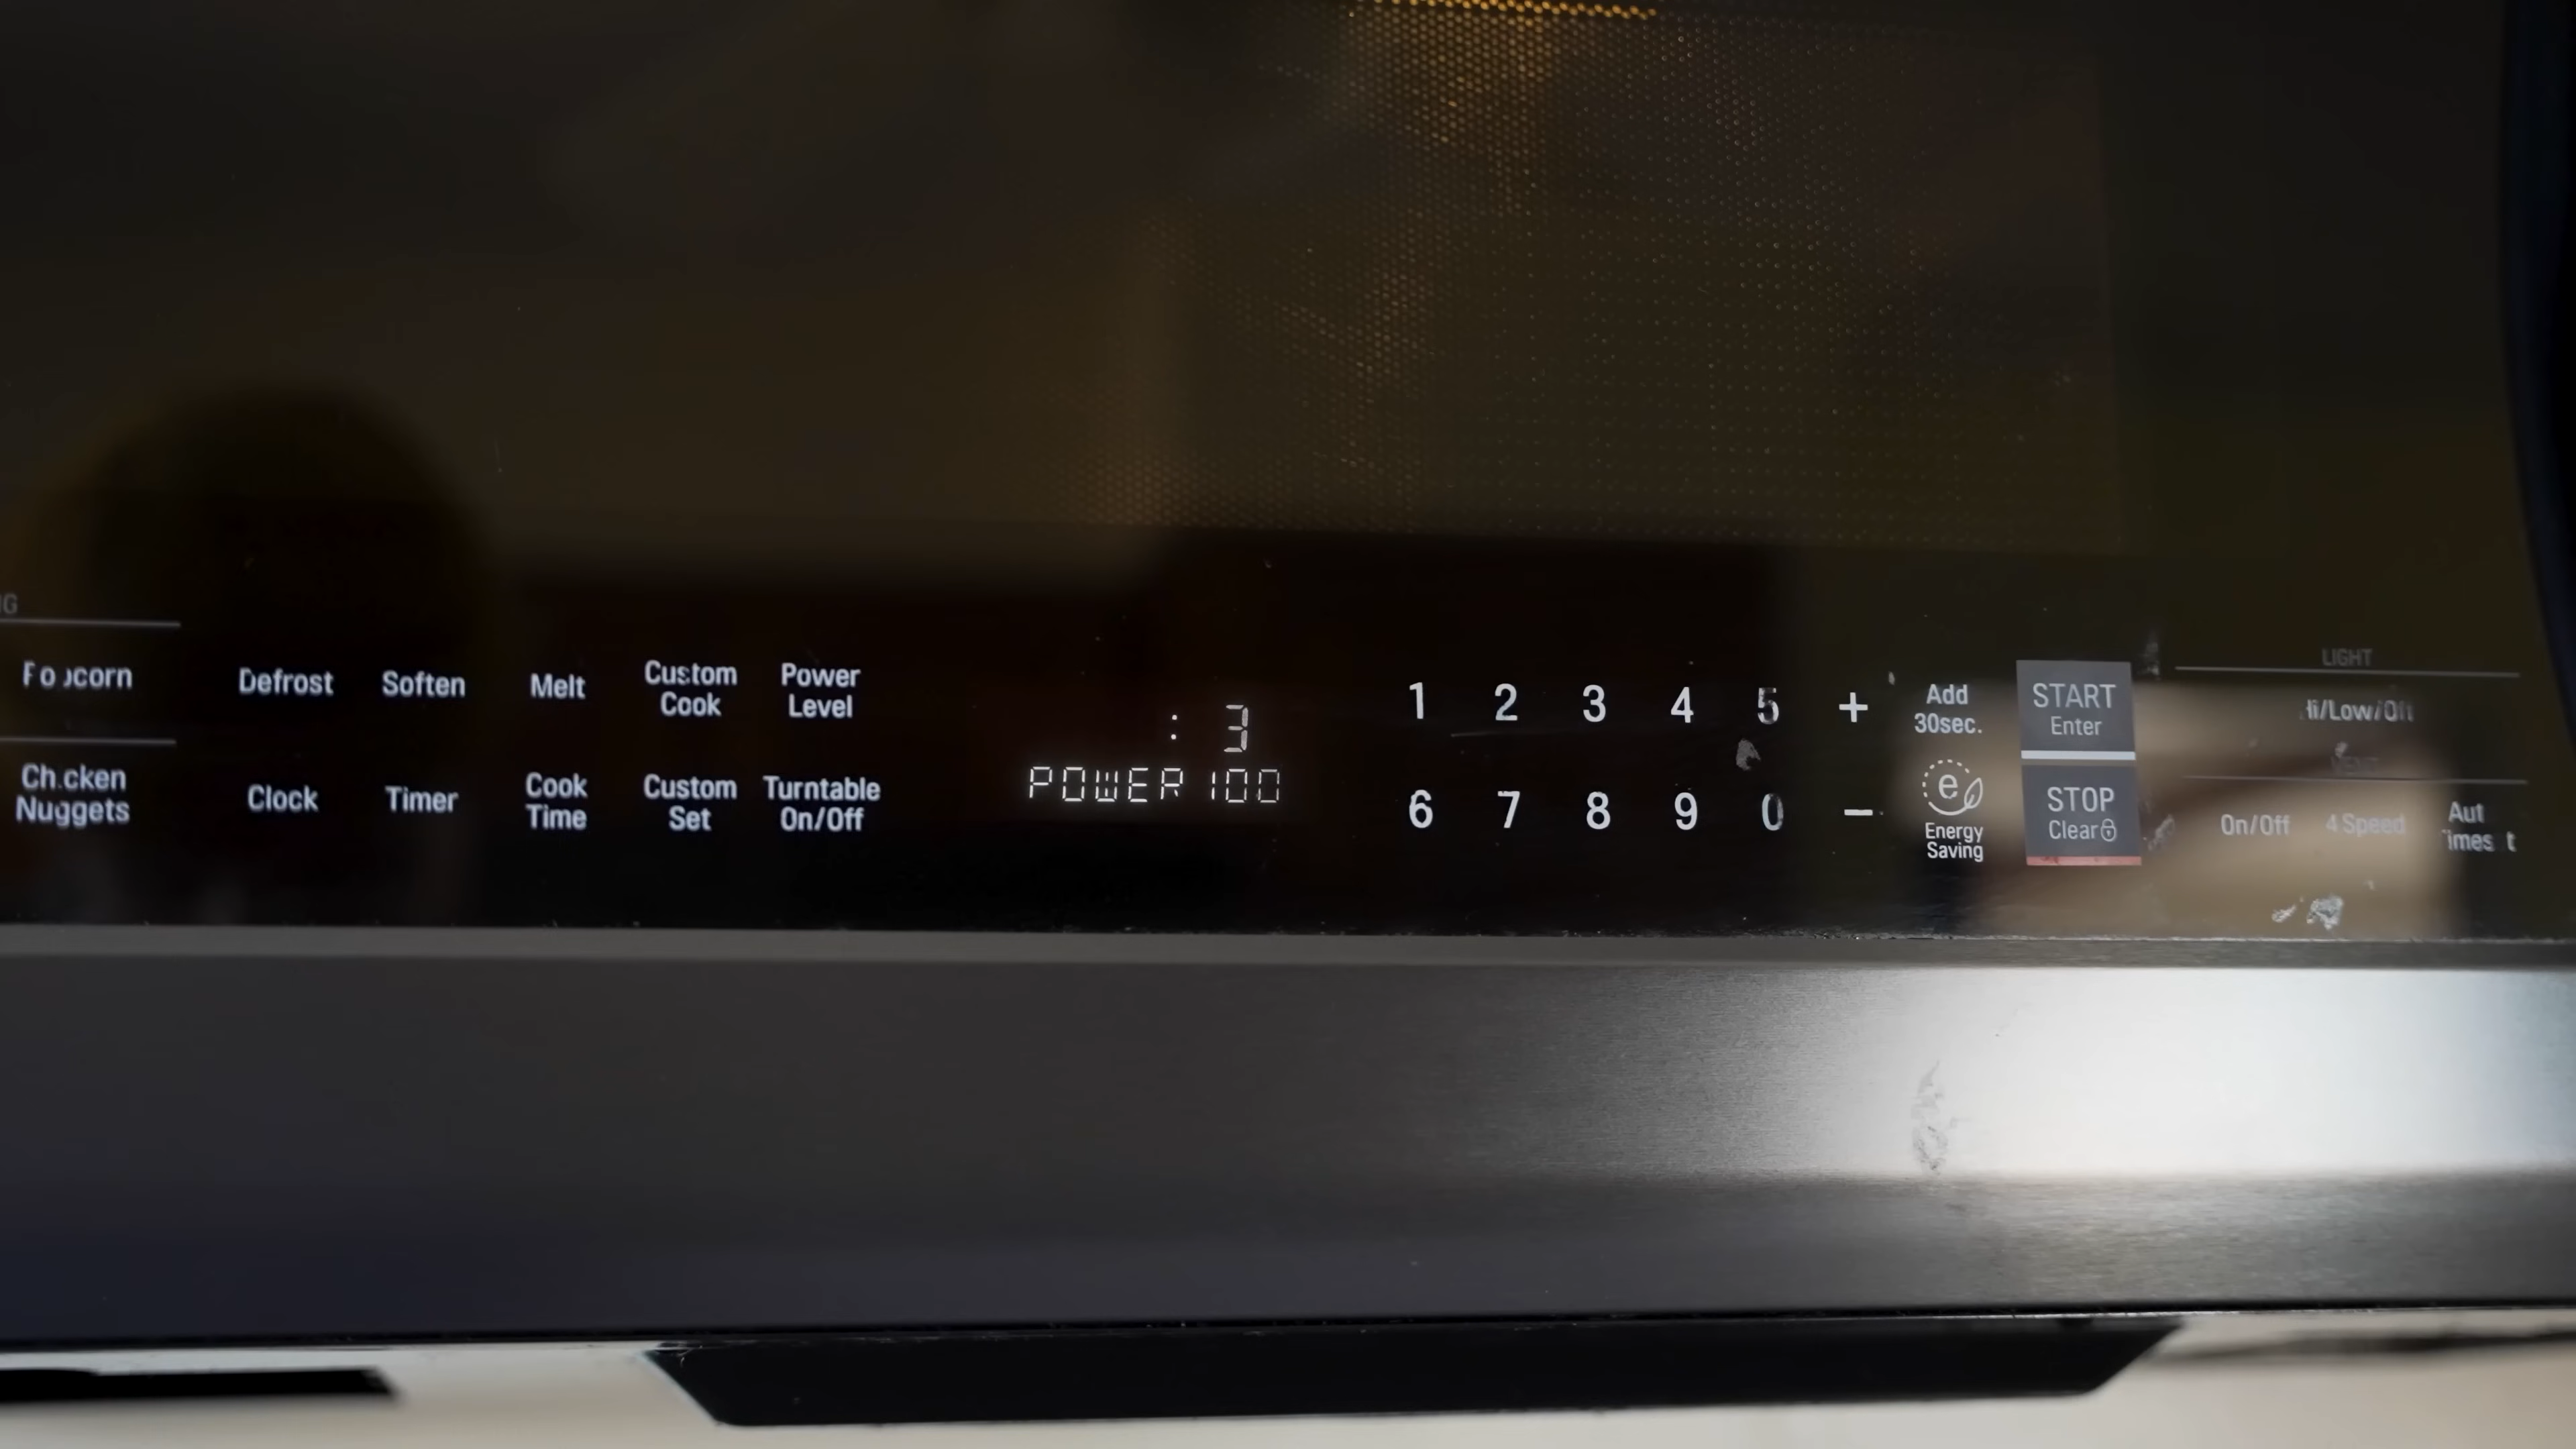 Popcorn
Chicken
Nuggets
Defrost
Soften
Melt
Custom
Cook
Power
Level
Clock
Timer
Cook
Time
Custom
Set
Turntable
On/Off
: 3
POWER 100
1 2 3 4 5 +
6 7 8 9 0 -
Add
30sec.
e
Energy
Saving
START
Enter
STOP
Clear
LIGHT
Hi/Low/Off
On/Off
4 Speed